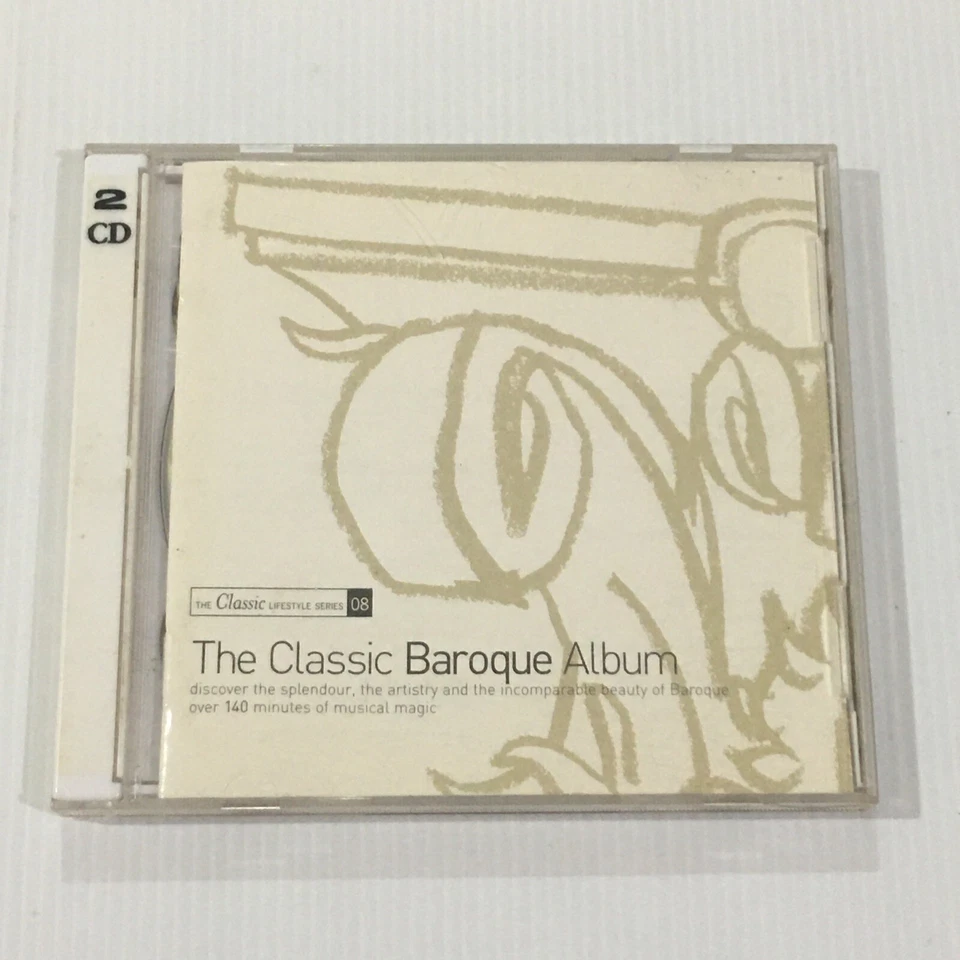 2
CD
THE Classic LIFESTYLE SERIES 08
The Classic Baroque Album
discover the splendour, the artistry and the incomparable beauty of Baroque
over 140 minutes of musical magic